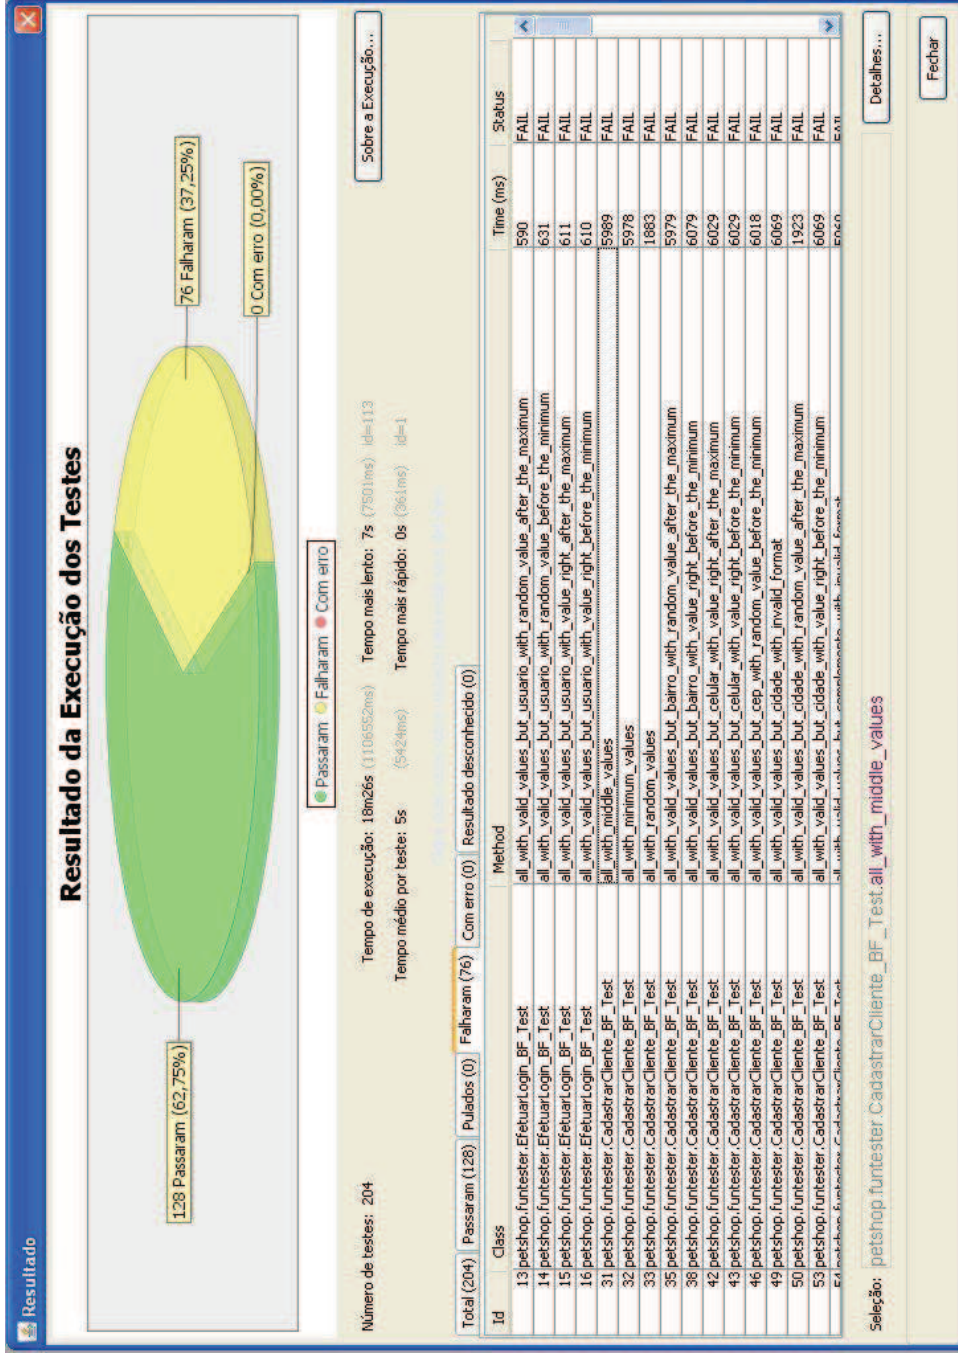 Resultado
Resultado da Execução dos Testes
128 Passaram (62,75%)
76 Falharam (37,25%)
0 Com erro (0,00%)
Passaram Falharam Com erro
Número de testes: 204 Tempo de execução: 18m26s (1106552ms) Tempo mais lento: 7s (7501ms) id=113 Sobre a Execução...
Tempo médio por teste: 5s (5424ms) Tempo mais rápido: 0s (361ms) id=1
Total (204) Passaram (128) Pulados (0) Falharam (76) Com erro (0) Resultado desconhecido (0)
Id Class Method Time (ms) Status
13 petshop.funtester.EfetuarLogin_BF_Test all_with_valid_values_but_usuario_with_random_value_after_the_maximum 590 FAIL
14 petshop.funtester.EfetuarLogin_BF_Test all_with_valid_values_but_usuario_with_random_value_before_the_minimum 631 FAIL
15 petshop.funtester.EfetuarLogin_BF_Test all_with_valid_values_but_usuario_with_value_right_after_the_maximum 611 FAIL
16 petshop.funtester.EfetuarLogin_BF_Test all_with_valid_values_but_usuario_with_value_right_before_the_minimum 610 FAIL
31 petshop.funtester.CadastrarCliente_BF_Test all_with_middle_values 5989 FAIL
32 petshop.funtester.CadastrarCliente_BF_Test all_with_minimum_values 5978 FAIL
33 petshop.funtester.CadastrarCliente_BF_Test all_with_random_values 1883 FAIL
35 petshop.funtester.CadastrarCliente_BF_Test all_with_valid_values_but_bairro_with_random_value_after_the_maximum 5979 FAIL
38 petshop.funtester.CadastrarCliente_BF_Test all_with_valid_values_but_bairro_with_value_right_before_the_minimum 6079 FAIL
42 petshop.funtester.CadastrarCliente_BF_Test all_with_valid_values_but_celular_with_value_right_after_the_maximum 6029 FAIL
43 petshop.funtester.CadastrarCliente_BF_Test all_with_valid_values_but_celular_with_value_right_before_the_minimum 6029 FAIL
46 petshop.funtester.CadastrarCliente_BF_Test all_with_valid_values_but_cep_with_random_value_before_the_minimum 6018 FAIL
49 petshop.funtester.CadastrarCliente_BF_Test all_with_valid_values_but_cidade_with_invalid_format 6069 FAIL
50 petshop.funtester.CadastrarCliente_BF_Test all_with_valid_values_but_cidade_with_random_value_after_the_maximum 1923 FAIL
53 petshop.funtester.CadastrarCliente_BF_Test all_with_valid_values_but_cidade_with_value_right_before_the_minimum 6069 FAIL
54 petshop.funtester.CadastrarCliente_BF_Test all_with_valid_values_but_complemento_with_invalid_format FAIL
Seleção: petshop.funtester.CadastrarCliente_BF_Test.all_with_middle_values Detalhes...
Fechar